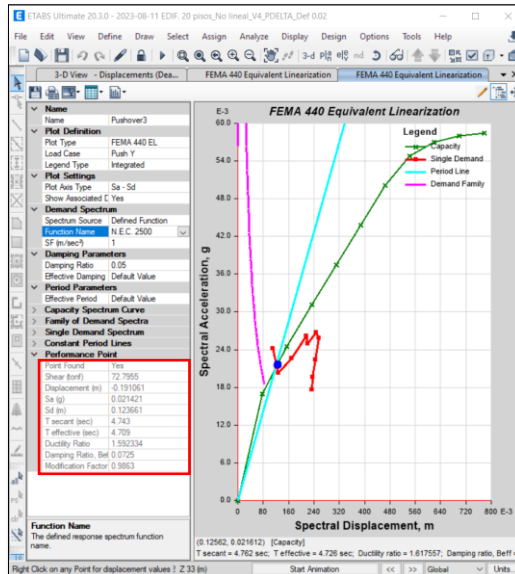 ETABS Ultimate 20.3.0 - 2023-08-11 EDIF. 20 pisos_No lineal_V4_PDELTA_Def 0.02
File Edit View Define Draw Select Assign Analyze Display Design Options Tools Help
3-d
nd
3-D View - Displacements (Dea... FEMA 440 Equivalent Linearization FEMA 440 Equivalent Linearization
Name
Name Pushover3
Plot Definition
Plot Type FEMA 440 EL
Load Case Push Y
Legend Type Integrated
Plot Settings
Plot Axis Type Sa - Sd
Show Associated D Yes
Demand Spectrum
Spectrum Source Defined Function
Function Name N.E.C. 2500
SF (m/sec²) 1
Damping Parameters
Damping Ratio 0.05
Effective Damping Default Value
Period Parameters
Effective Period Default Value
Capacity Spectrum Curve
Family of Demand Spectra
Single Demand Spectrum
Constant Period Lines
Performance Point
Point Found Yes
Shear (tonf) 72.7955
Displacement (m) -0.191061
Sa (g) 0.021421
Sd (m) 0.123661
T secant (sec) 4.743
T effective (sec) 4.709
Ductility Ratio 1.592334
Damping Ratio, Bef 0.0725
Modification Factor 0.9863
Function Name
The defined response spectrum function
name.
FEMA 440 Equivalent Linearization
E-3
60.0
54.0
48.0
42.0
36.0
30.0
24.0
18.0
12.0
6.0
0.0
Spectral Acceleration, g
Legend
Capacity
Single Demand
Period Line
Demand Family
0 80 160 240 320 400 480 560 640 720 800 E-3
Spectral Displacement, m
(0.12562, 0.021612) [Capacity]
T secant = 4.762 sec; T effective = 4.726 sec; Ductility ratio = 1.617557; Damping ratio, Beff =
Right Click on any Point for displacement values ! Z 33 (m) Start Animation << >> Global Units...